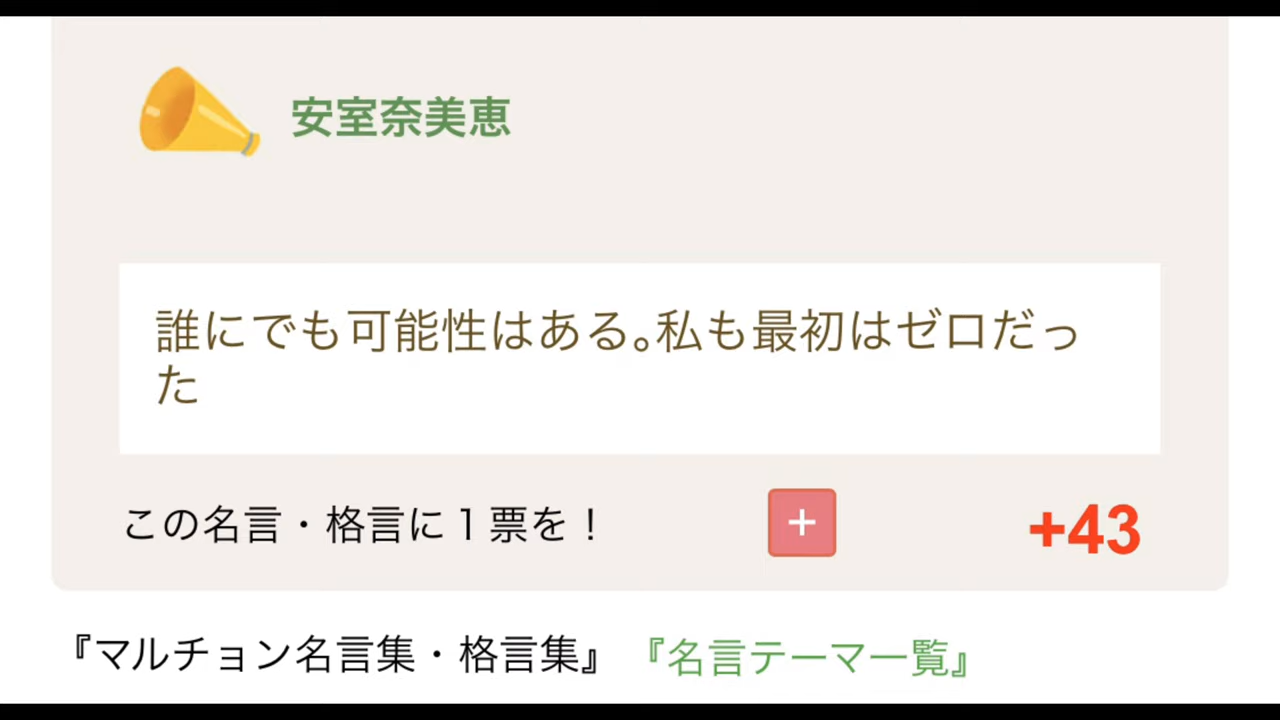 安室奈美恵
誰にでも可能性はある。私も最初はゼロだっ
た
この名言・格言に１票を！
+
+43
『マルチョン名言集・格言集』 『名言テーマ一覧』